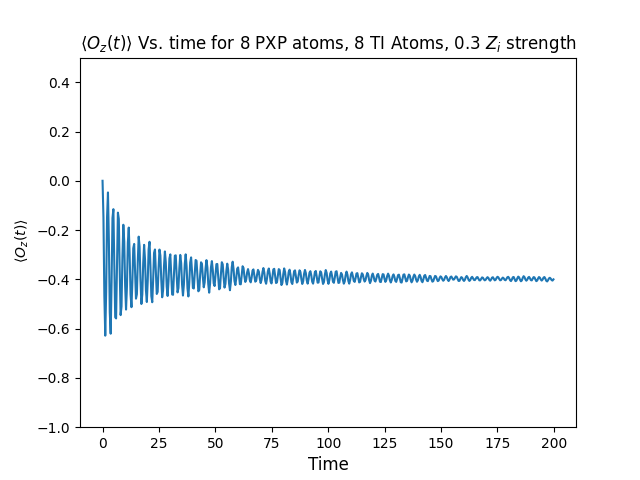 ⟨O_z(t)⟩ Vs. time for 8 PXP atoms, 8 TI Atoms, 0.3 Z_i strength
⟨O_z(t)⟩
0.4
0.2
0.0
−0.2
−0.4
−0.6
−0.8
−1.0
0 25 50 75 100 125 150 175 200
Time